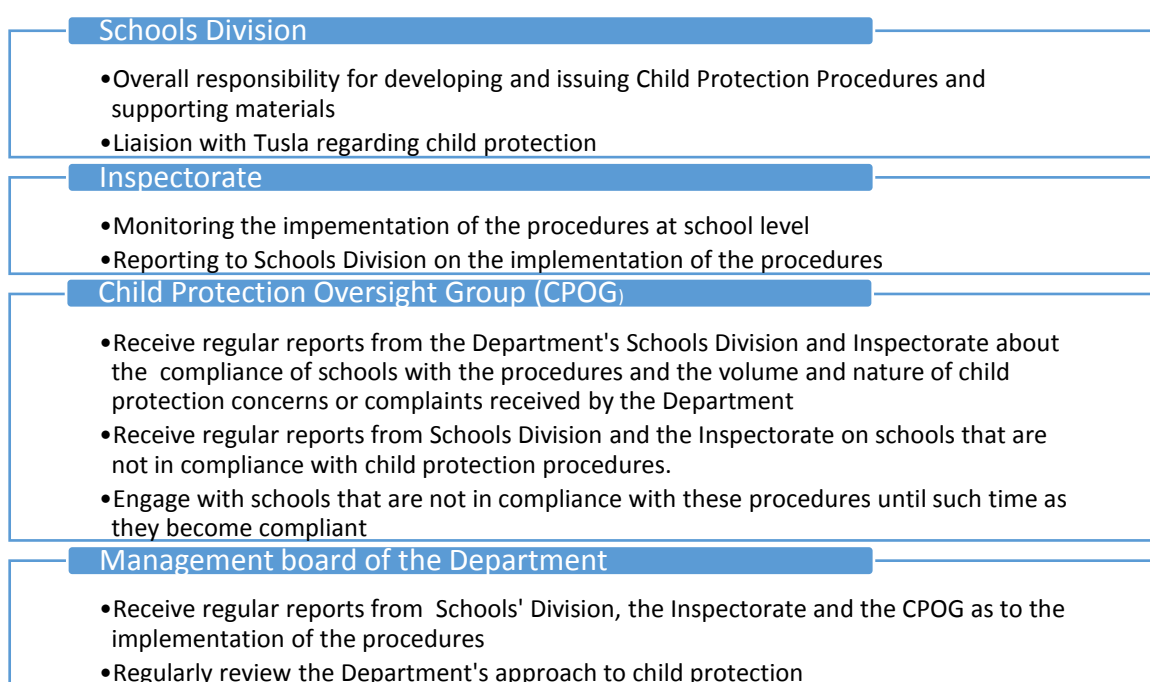 Schools Division
•Overall responsibility for developing and issuing Child Protection Procedures and
supporting materials
•Liaision with Tusla regarding child protection
Inspectorate
•Monitoring the impementation of the procedures at school level
•Reporting to Schools Division on the implementation of the procedures
Child Protection Oversight Group (CPOG)
•Receive regular reports from the Department's Schools Division and Inspectorate about
the compliance of schools with the procedures and the volume and nature of child
protection concerns or complaints received by the Department
•Receive regular reports from Schools Division and the Inspectorate on schools that are
not in compliance with child protection procedures.
•Engage with schools that are not in compliance with these procedures until such time as
they become compliant
Management board of the Department
•Receive regular reports from Schools' Division, the Inspectorate and the CPOG as to the
implementation of the procedures
•Regularly review the Department's approach to child protection